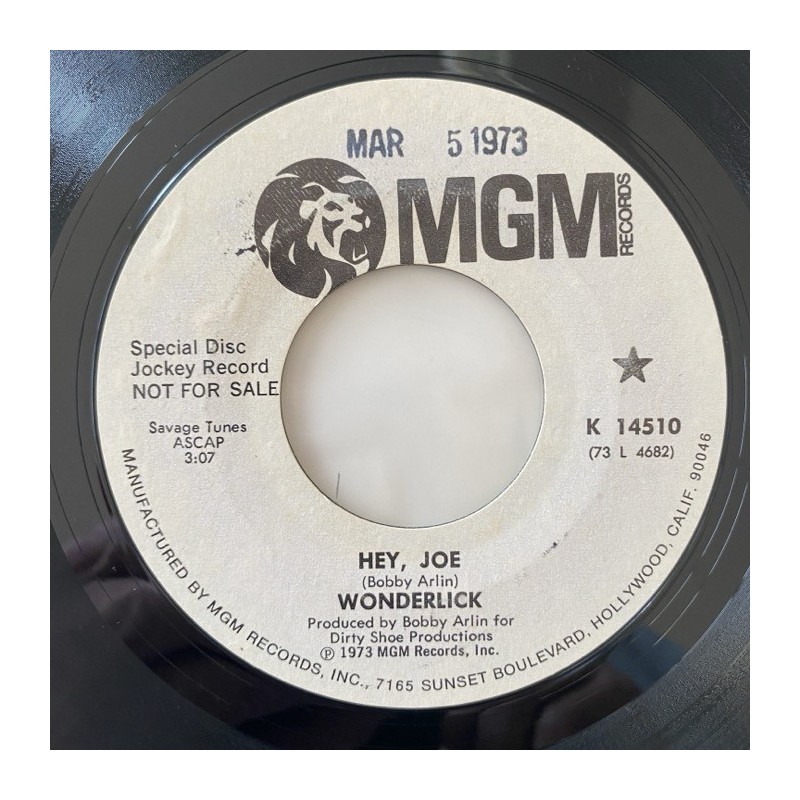 MAR 5 1973
MGM RECORDS
Special Disc
Jockey Record
NOT FOR SALE
Savage Tunes
ASCAP
3:07
K 14510
(73 L 4682)
HEY, JOE
(Bobby Arlin)
WONDERLICK
Produced by Bobby Arlin for
Dirty Shoe Productions
℗ 1973 MGM Records, Inc.
MANUFACTURED BY MGM RECORDS, INC., 7165 SUNSET BOULEVARD, HOLLYWOOD, CALIF. 90046